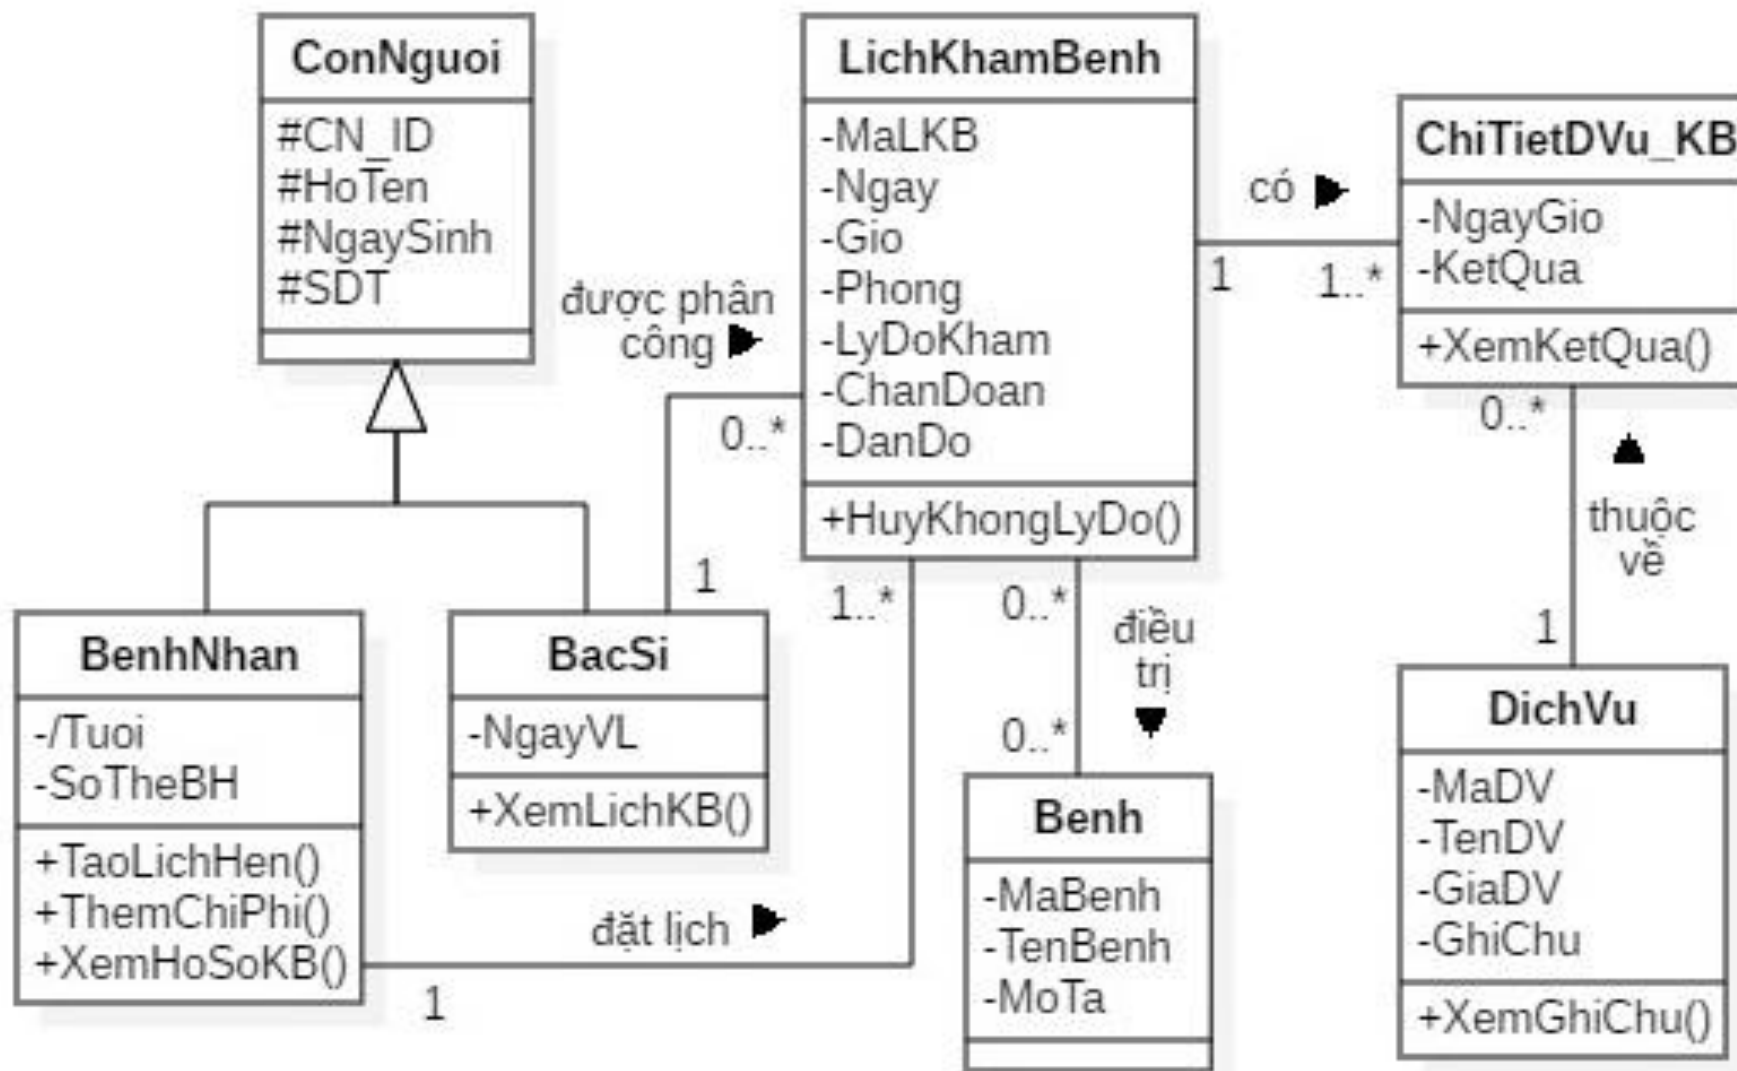 ConNguoi
#CN_ID
#HoTen
#NgaySinh
#SDT
LichKhamBenh
-MaLKB
-Ngay
-Gio
-Phong
-LyDoKham
-ChanDoan
-DanDo
+HuyKhongLyDo()
ChiTietDVu_KB
-NgayGio
-KetQua
+XemKetQua()
có
1
1..*
được phân
công
0..*
1
1..*
0..*
điều
trị
0..*
0..*
thuộc
về
1
BenhNhan
-/Tuoi
-SoTheBH
+TaoLichHen()
+ThemChiPhi()
+XemHoSoKB()
BacSi
-NgayVL
+XemLichKB()
đặt lịch
1
Benh
-MaBenh
-TenBenh
-MoTa
DichVu
-MaDV
-TenDV
-GiaDV
-GhiChu
+XemGhiChu()